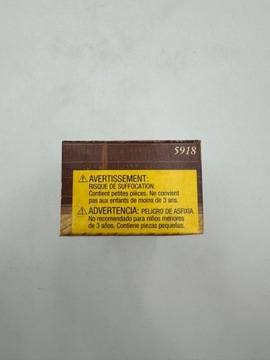 5918
⚠ AVERTISSEMENT:
RISQUE DE SUFFOCATION.
Contient petites pièces. Ne convient
pas aux enfants de moins de 3 ans.
⚠ ADVERTENCIA: PELIGRO DE ASFIXIA.
No recomendado para niños menores
de 3 años. Contiene piezas pequeñas.